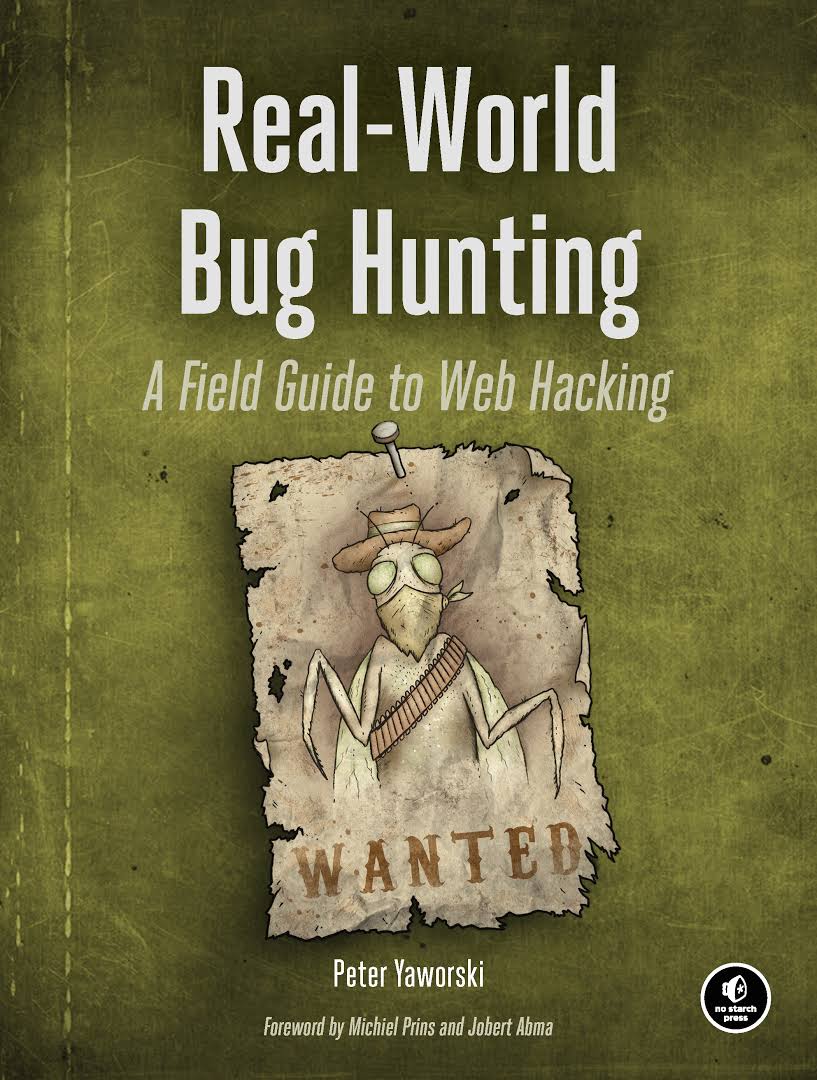 Real-World
Bug Hunting
A Field Guide to Web Hacking
WANTED
Peter Yaworski
Foreword by Michiel Prins and Jobert Abma
no starch
press